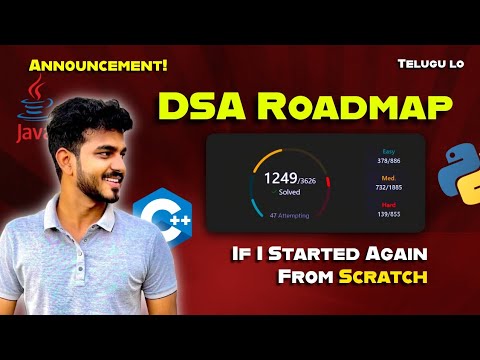 Announcement!
Telugu lo
Java
DSA Roadmap
1249/3626
Solved
47 Attempting
Easy
378/886
Med.
732/1885
Hard
139/855
C++
If I Started Again
From Scratch